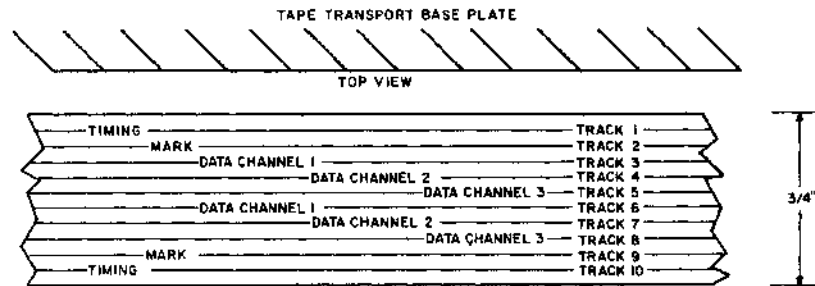 TAPE TRANSPORT BASE PLATE
TOP VIEW
TIMING TRACK 1
MARK TRACK 2
DATA CHANNEL 1 TRACK 3
DATA CHANNEL 2 TRACK 4
DATA CHANNEL 3 TRACK 5
DATA CHANNEL 1 TRACK 6
DATA CHANNEL 2 TRACK 7
DATA CHANNEL 3 TRACK 8
MARK TRACK 9
TIMING TRACK 10
3/4"